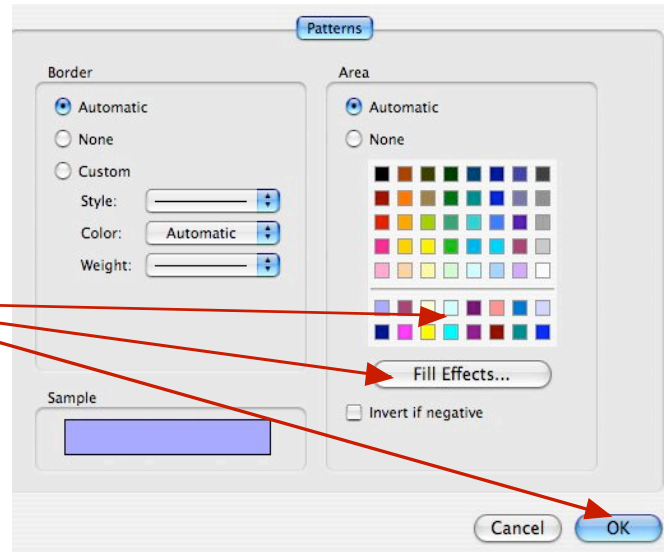 Patterns
Border
Automatic
None
Custom
Style:
Color: Automatic
Weight:
Sample
Area
Automatic
None
Fill Effects...
Invert if negative
Cancel OK